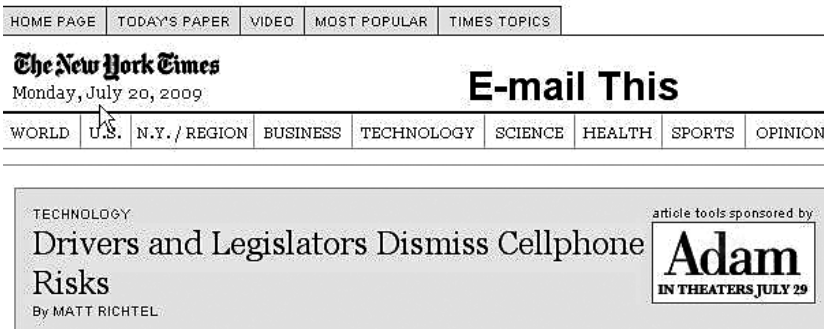 HOME PAGE TODAY'S PAPER VIDEO MOST POPULAR TIMES TOPICS
The New York Times
Monday, July 20, 2009
E-mail This
WORLD U.S. N.Y. / REGION BUSINESS TECHNOLOGY SCIENCE HEALTH SPORTS OPINION
TECHNOLOGY
Drivers and Legislators Dismiss Cellphone
Risks
By MATT RICHTEL
article tools sponsored by
Adam
IN THEATERS JULY 29